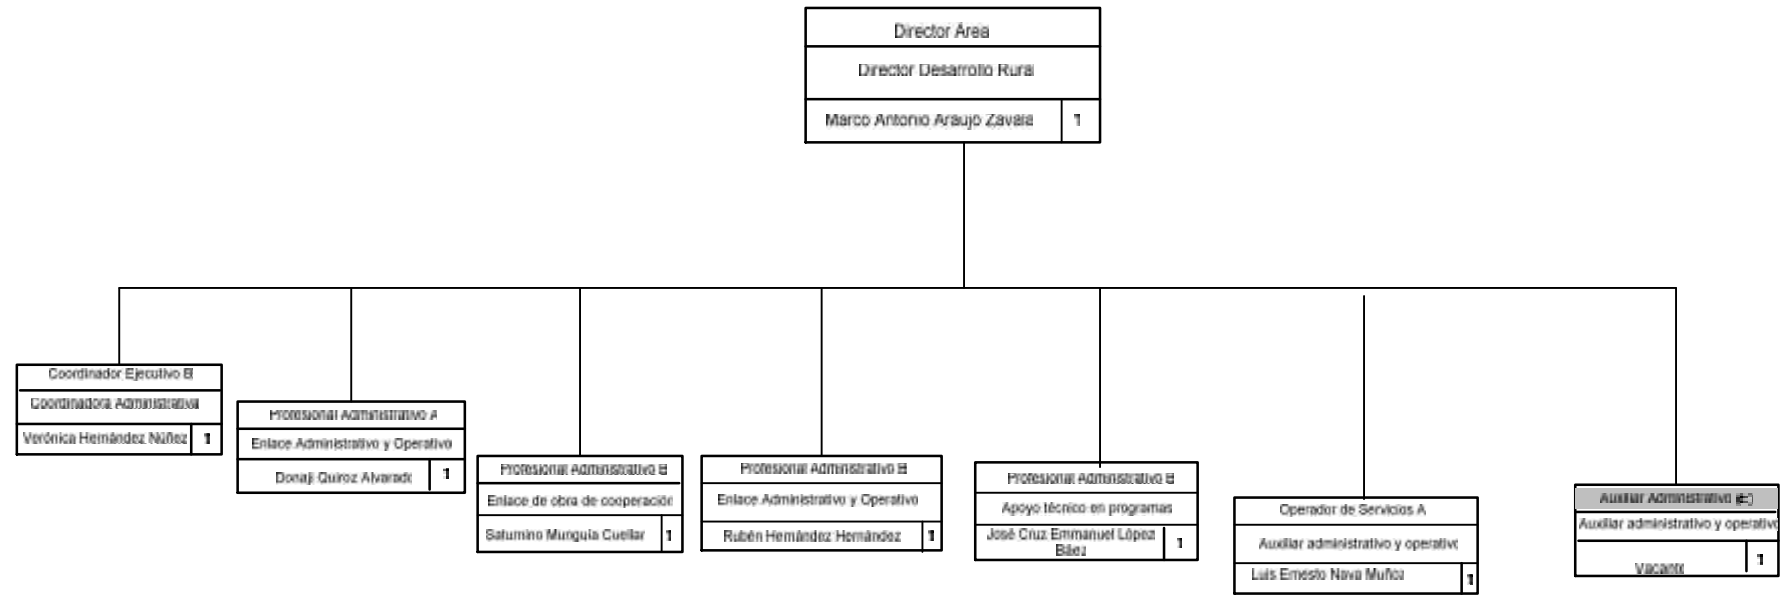 Director Area
Director Desarrollo Rural
Marco Antonio Araujo Zavala 1
Coordinador Ejecutivo B
Coordinadora Administrativa
Verónica Hernández Núñez 1
Profesional Administrativo A
Enlace Administrativo y Operativo
Donaji Quiroz Alvarado 1
Profesional Administrativo B
Enlace de obra de cooperación
Saturnino Munguía Cuellar 1
Profesional Administrativo B
Enlace Administrativo y Operativo
Rubén Hernández Hernández 1
Profesional Administrativo B
Apoyo técnico en programas
José Cruz Emmanuel López
Báez 1
Operador de Servicios A
Auxiliar administrativo y operativo
Luis Ernesto Nava Muñoz 1
Auxiliar Administrativo
Auxiliar administrativo y operativo
Vacante 1